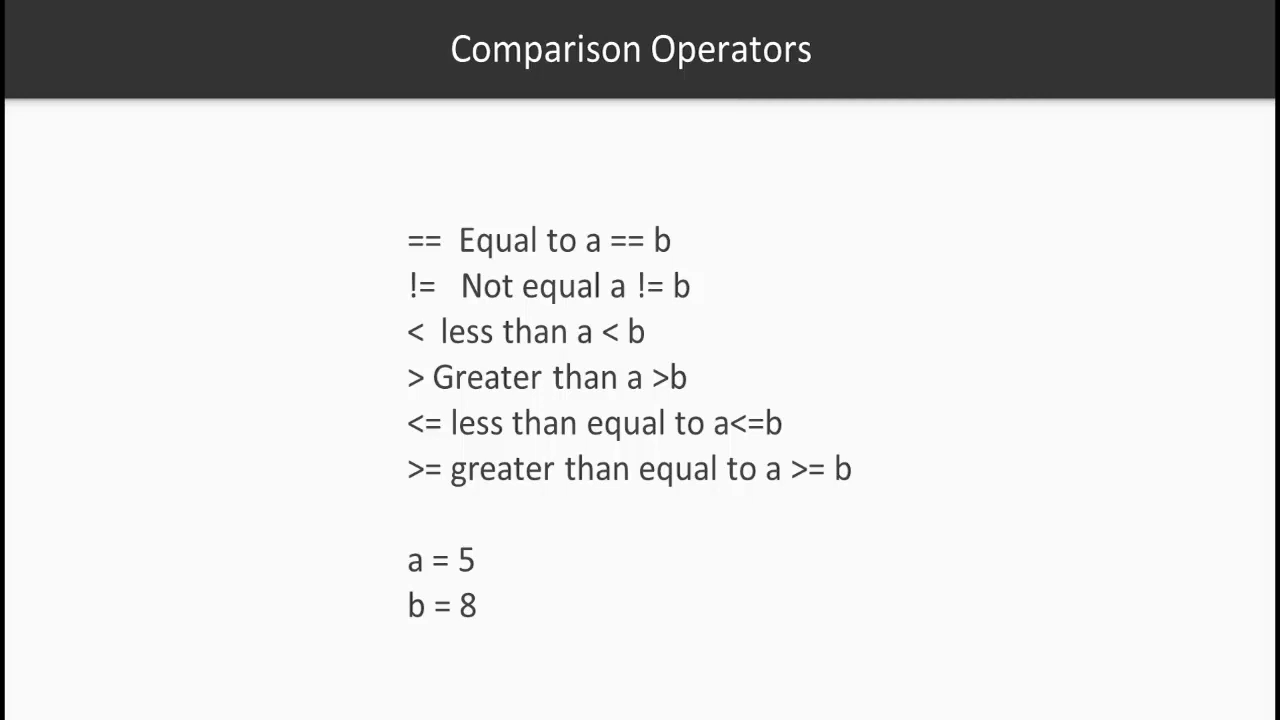 Comparison Operators
== Equal to a == b
!= Not equal a != b
< less than a < b
> Greater than a >b
<= less than equal to a<=b
>= greater than equal to a >= b
a = 5
b = 8